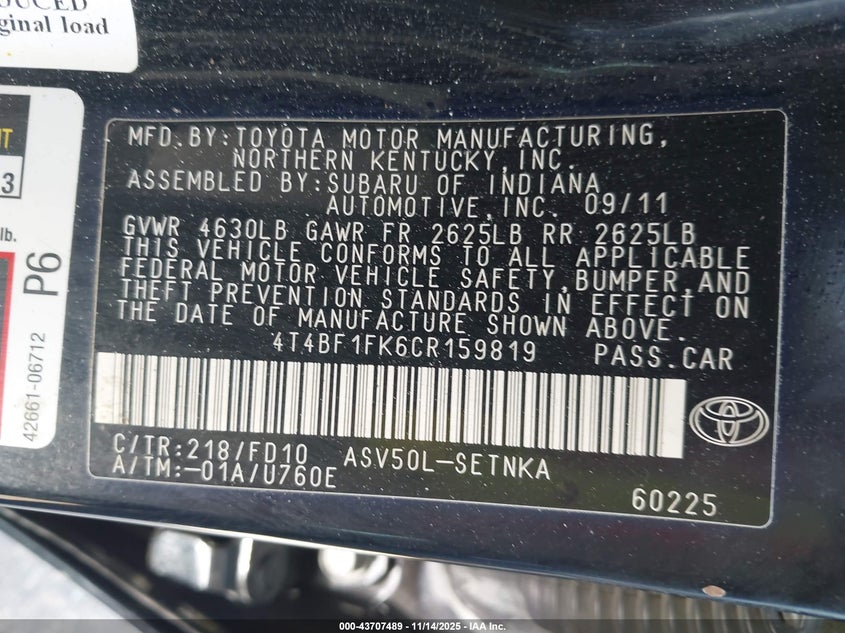 UCED
ginal load
NT
3
lb.
P6
42661-06712
MFD.BY:TOYOTA MOTOR MANUFACTURING,
NORTHERN KENTUCKY,INC.
ASSEMBLED BY:SUBARU OF INDIANA
AUTOMOTIVE,INC. 09/11
GVWR 4630LB GAWR FR 2625LB RR 2625LB
THIS VEHICLE CONFORMS TO ALL APPLICABLE
FEDERAL MOTOR VEHICLE SAFETY,BUMPER,AND
THEFT PREVENTION STANDARDS IN EFFECT ON
THE DATE OF MANUFACTURE SHOWN ABOVE.
4T4BF1FK6CR159819 PASS.CAR
C/TR:218/FD10 ASV50L-SETNKA
A/TM:-01A/U760E
60225
000-43707489 - 11/14/2025 - IAA Inc.